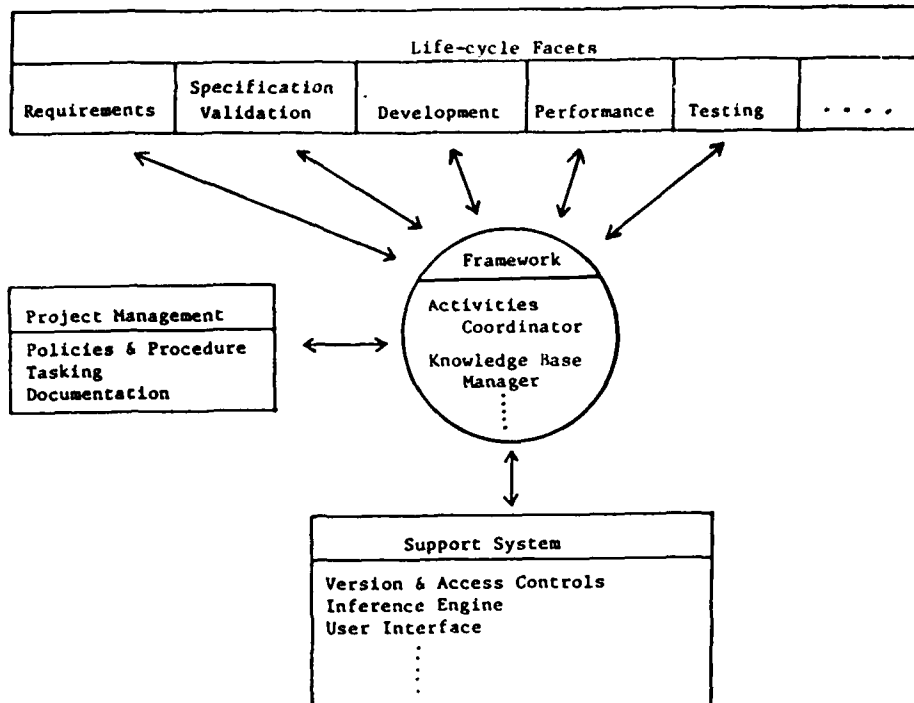 Life-cycle Facets
Requirements
Specification
Validation
Development
Performance
Testing
. . . .
Framework
Activities
Coordinator
Knowledge Base
Manager
Project Management
Policies & Procedure
Tasking
Documentation
Support System
Version & Access Controls
Inference Engine
User Interface